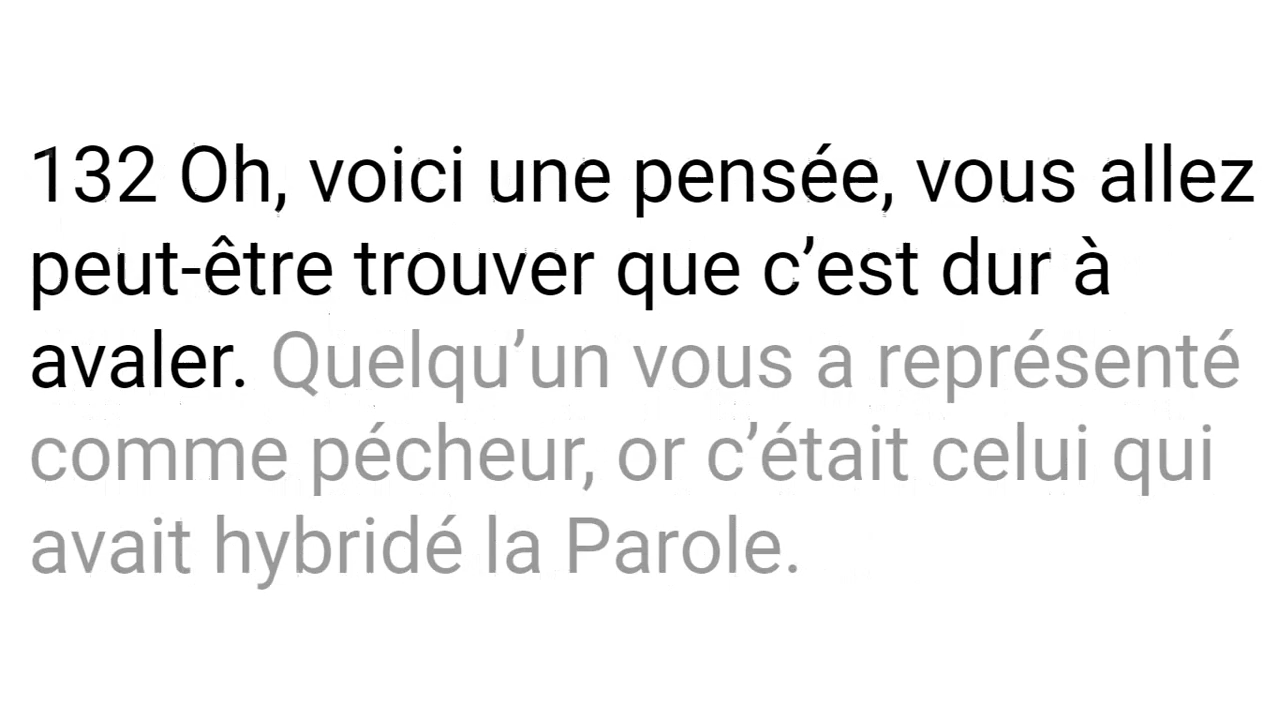 132 Oh, voici une pensée, vous allez
peut-être trouver que c’est dur à
avaler. Quelqu’un vous a représenté
comme pécheur, or c’était celui qui
avait hybridé la Parole.